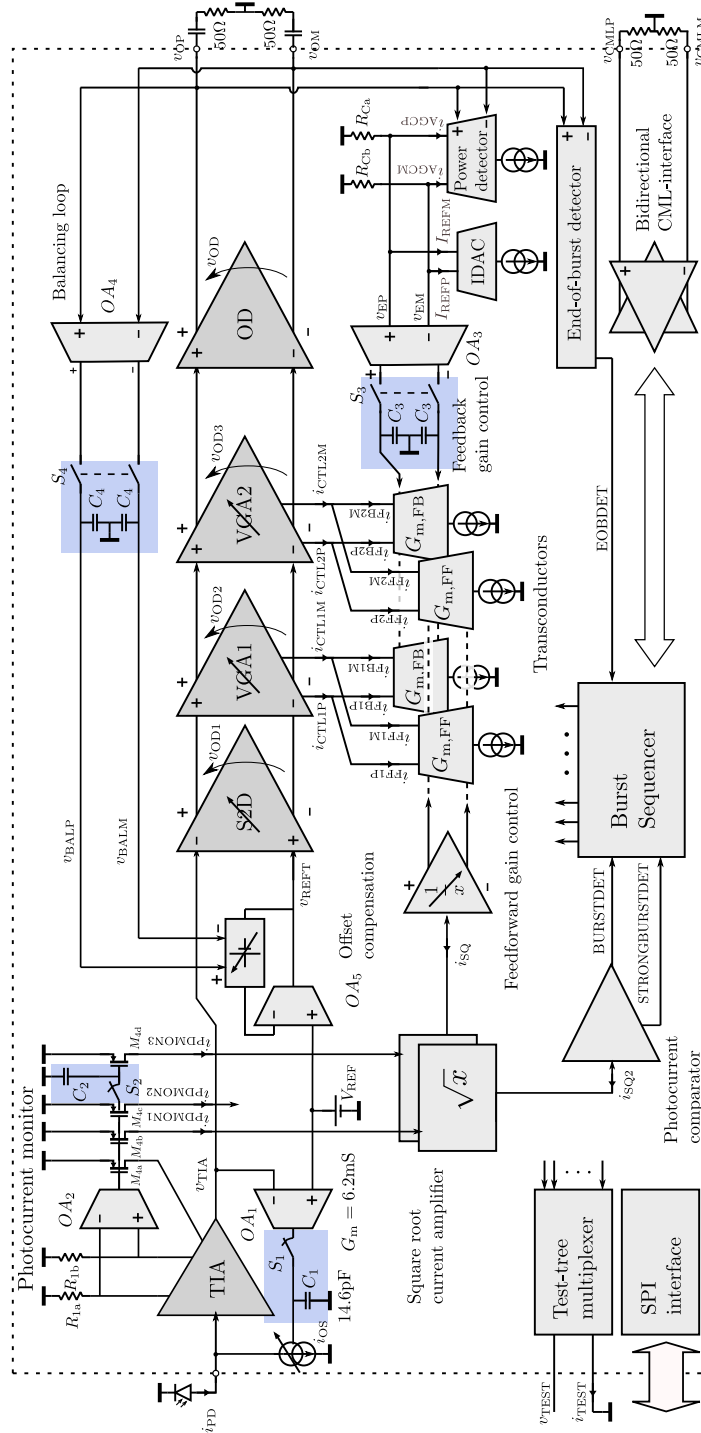 Photocurrent monitor
R1a
R1b
OA2
M4a
M4b
M4c
M4d
C2
S2
iPDMON1
iPDMON2
iPDMON3
iPD
TIA
vTIA
OA1
−
+
Gm = 6.2mS
S1
C1
14.6pF
iOS
VREF
OA5
Offset
compensation
vREFT
vBALP
vBALM
S2D
vOD1
VGA1
vOD2
VGA2
vOD3
OD
vOD
S4
C4
C4
OA4
Balancing loop
vOP
50Ω
50Ω
vOM
iCTL1P
iCTL1M
iCTL2P
iCTL2M
iFF1P
iFF1M
iFB1P
iFB1M
iFF2P
iFF2M
iFB2P
iFB2M
Gm,FF
Gm,FB
Gm,FF
Gm,FB
Transconductors
Feedback
gain control
S3
C3
C3
OA3
vEP
vEM
IREFP
IREFM
IDAC
RCb
RCa
iAGCM
iAGCP
Power
detector
Square root
current amplifier
√x
iSQ
1
x
Feedforward gain control
iSQ2
Photocurrent
comparator
BURSTDET
STRONGBURSTDET
Burst
Sequencer
EOBDET
End-of-burst detector
Bidirectional
CML-interface
vCMLP
50Ω
50Ω
vCMLM
Test-tree
multiplexer
vTEST
iTEST
SPI
interface